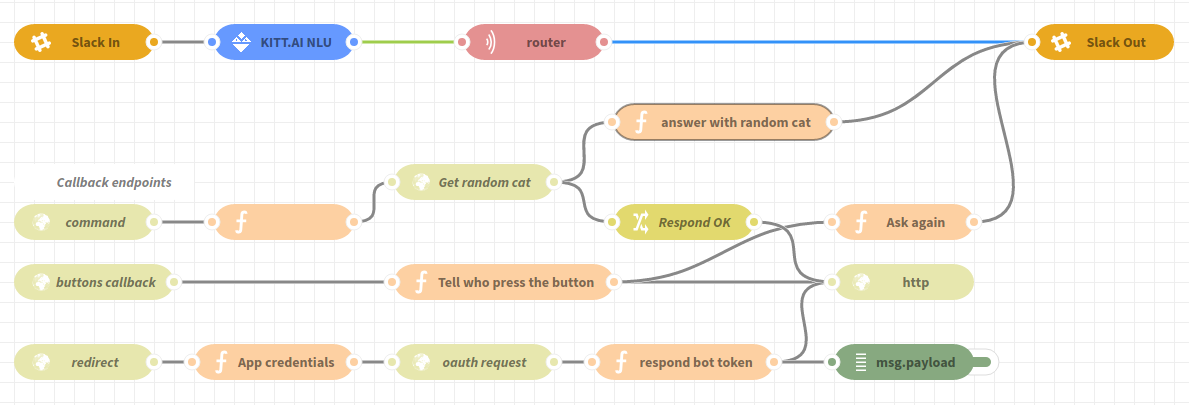 Slack In
KITT.AI NLU
router
Slack Out
answer with random cat
Callback endpoints
Get random cat
command
Respond OK
Ask again
buttons callback
Tell who press the button
http
redirect
App credentials
oauth request
respond bot token
msg.payload